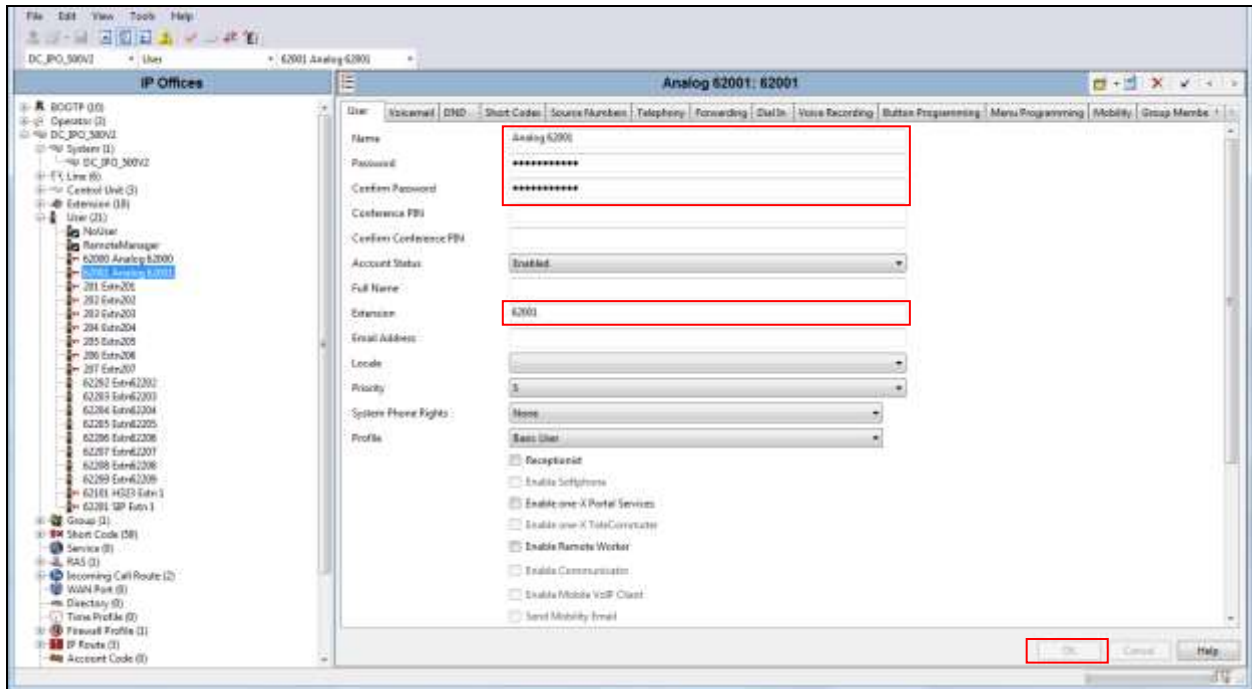 File Edit View Tools Help
DC_IPO_500V2 User 62001 Analog 62001
IP Offices
Analog 62001: 62001
BOOTP (10)
Operator (3)
DC_IPO_500V2
System (1)
DC_IPO_500V2
Line (6)
Control Unit (3)
Extension (18)
User (21)
NoUser
RemoteManager
62000 Analog 62000
62001 Analog 62001
201 Extn201
202 Extn202
203 Extn203
204 Extn204
205 Extn205
206 Extn206
207 Extn207
62202 Extn62202
62203 Extn62203
62204 Extn62204
62205 Extn62205
62206 Extn62206
62207 Extn62207
62208 Extn62208
62209 Extn62209
62101 H323 Extn 1
62201 SIP Extn 1
Group (1)
Short Code (58)
Service (0)
RAS (1)
Incoming Call Route (2)
WAN Port (0)
Directory (0)
Time Profile (0)
Firewall Profile (1)
IP Route (3)
Account Code (0)
User Voicemail DND Short Codes Source Numbers Telephony Forwarding Dial In Voice Recording Button Programming Menu Programming Mobility Group Membe
Name Analog 62001
Password ●●●●●●●●●●●
Confirm Password ●●●●●●●●●●●
Conference PIN
Confirm Conference PIN
Account Status Enabled
Full Name
Extension 62001
Email Address
Locale
Priority 5
System Phone Rights None
Profile Basic User
Receptionist
Enable Softphone
Enable one-X Portal Services
Enable one-X TeleCommuter
Enable Remote Worker
Enable Communicator
Enable Mobile VoIP Client
Send Mobility Email
OK Cancel Help